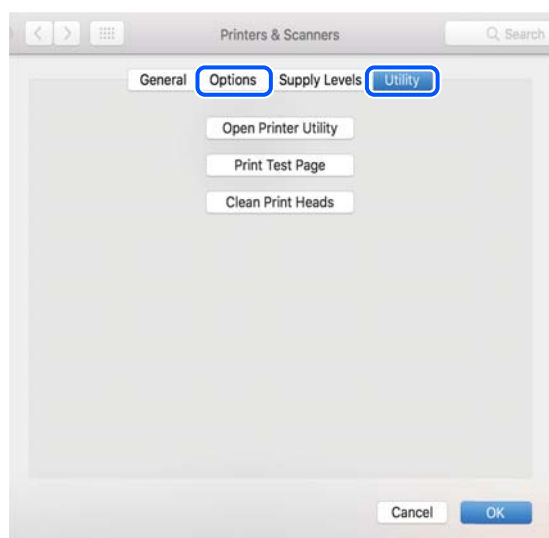 Printers & Scanners Search
General Options Supply Levels Utility
Open Printer Utility
Print Test Page
Clean Print Heads
Cancel OK